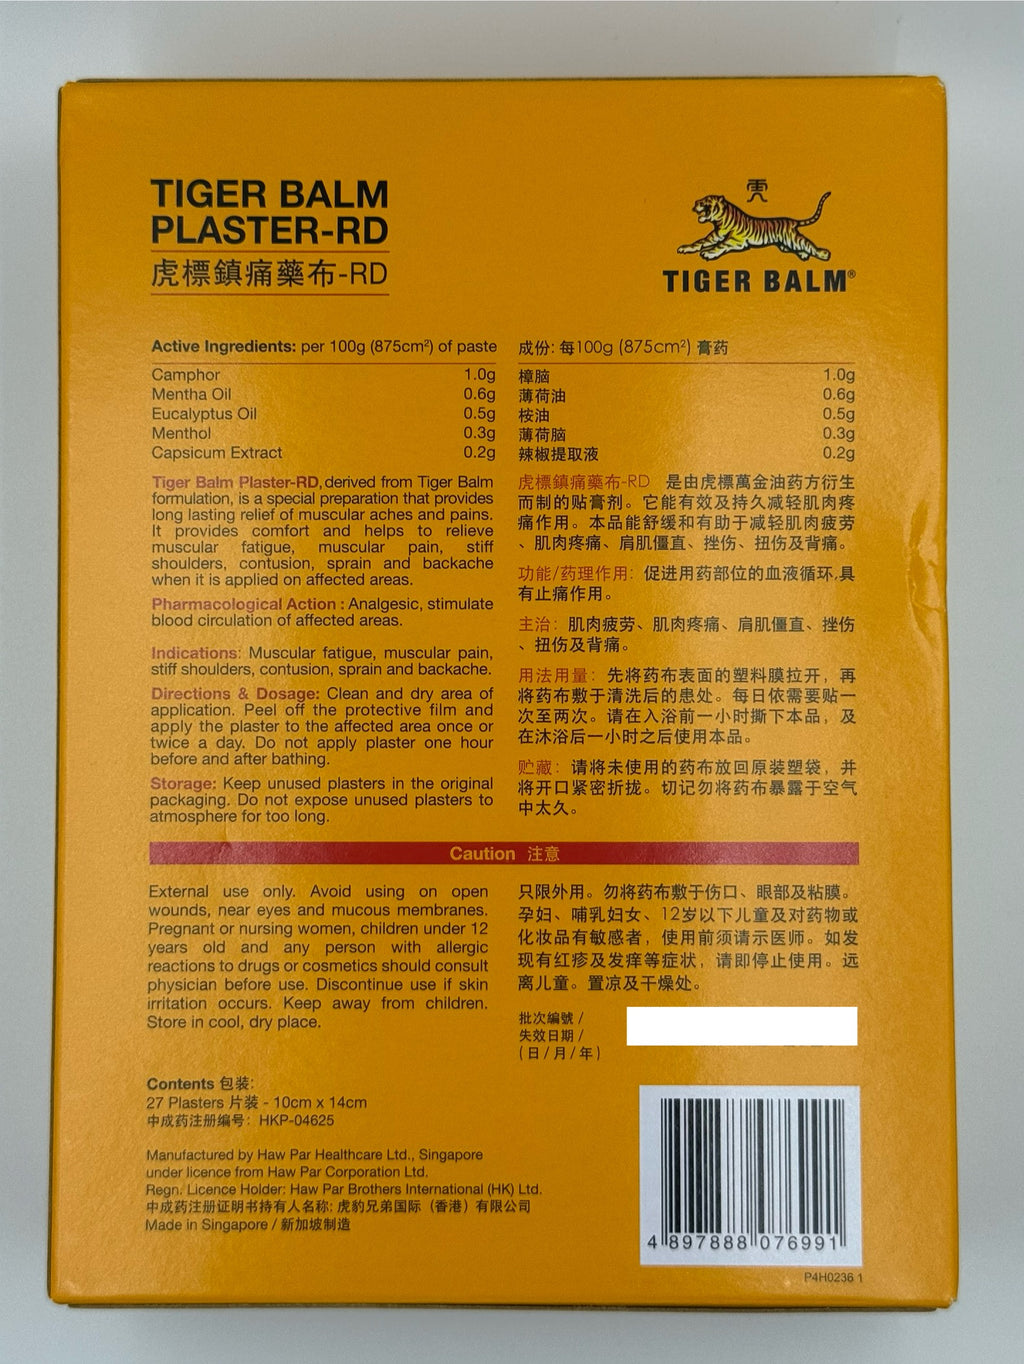 TIGER BALM
PLASTER-RD
虎標鎮痛藥布-RD
TIGER BALM®
Active Ingredients: per 100g (875cm²) of paste
Camphor 1.0g
Mentha Oil 0.6g
Eucalyptus Oil 0.5g
Menthol 0.3g
Capsicum Extract 0.2g
Tiger Balm Plaster-RD, derived from Tiger Balm
formulation, is a special preparation that provides
long lasting relief of muscular aches and pains.
It provides comfort and helps to relieve
muscular fatigue, muscular pain, stiff
shoulders, contusion, sprain and backache
when it is applied on affected areas.
Pharmacological Action : Analgesic, stimulate
blood circulation of affected areas.
Indications: Muscular fatigue, muscular pain,
stiff shoulders, contusion, sprain and backache.
Directions & Dosage: Clean and dry area of
application. Peel off the protective film and
apply the plaster to the affected area once or
twice a day. Do not apply plaster one hour
before and after bathing.
Storage: Keep unused plasters in the original
packaging. Do not expose unused plasters to
atmosphere for too long.
成份: 每100g (875cm²) 膏药
樟脑 1.0g
薄荷油 0.6g
桉油 0.5g
薄荷脑 0.3g
辣椒提取液 0.2g
虎標鎮痛藥布-RD 是由虎標萬金油药方衍生
而制的贴膏剂。它能有效及持久减轻肌肉疼
痛作用。本品能舒缓和有助于减轻肌肉疲劳
、肌肉疼痛、肩肌僵直、挫伤、扭伤及背痛。
功能/药理作用: 促进用药部位的血液循环,具
有止痛作用。
主治: 肌肉疲劳、肌肉疼痛、肩肌僵直、挫伤
、扭伤及背痛。
用法用量: 先将药布表面的塑料膜拉开，再
将药布敷于清洗后的患处。每日依需要贴一
次至两次。请在入浴前一小时撕下本品，及
在沐浴后一小时之后使用本品。
贮藏: 请将未使用的药布放回原装塑袋，并
将开口紧密折拢。切记勿将药布暴露于空气
中太久。
Caution 注意
External use only. Avoid using on open
wounds, near eyes and mucous membranes.
Pregnant or nursing women, children under 12
years old and any person with allergic
reactions to drugs or cosmetics should consult
physician before use. Discontinue use if skin
irritation occurs. Keep away from children.
Store in cool, dry place.
只限外用。勿将药布敷于伤口、眼部及粘膜。
孕妇、哺乳妇女、12岁以下儿童及对药物或
化妆品有敏感者，使用前须请示医师。如发
现有红疹及发痒等症状，请即停止使用。远
离儿童。置凉及干燥处。
批次編號 /
失效日期 /
(日/月/年)
Contents 包装:
27 Plasters 片装 - 10cm x 14cm
中成药注册编号: HKP-04625
Manufactured by Haw Par Healthcare Ltd., Singapore
under licence from Haw Par Corporation Ltd.
Regn. Licence Holder: Haw Par Brothers International (HK) Ltd.
中成药注册证明书持有人名称: 虎豹兄弟国际（香港）有限公司
Made in Singapore / 新加坡制造
4 897888 076991
P4H0236 1